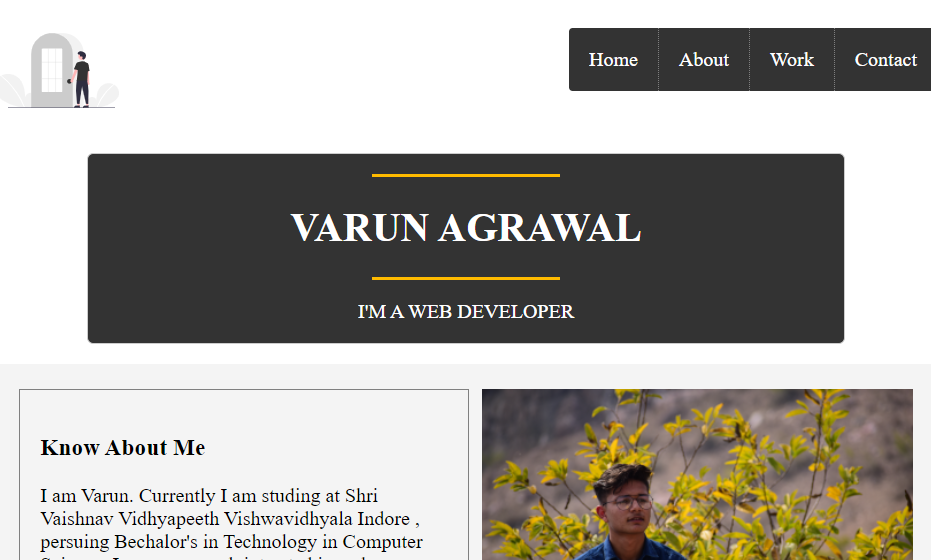 Home About Work Contact
VARUN AGRAWAL
I'M A WEB DEVELOPER
Know About Me
I am Varun. Currently I am studing at Shri
Vaishnav Vidhyapeeth Vishwavidhyala Indore ,
persuing Bechalor's in Technology in Computer